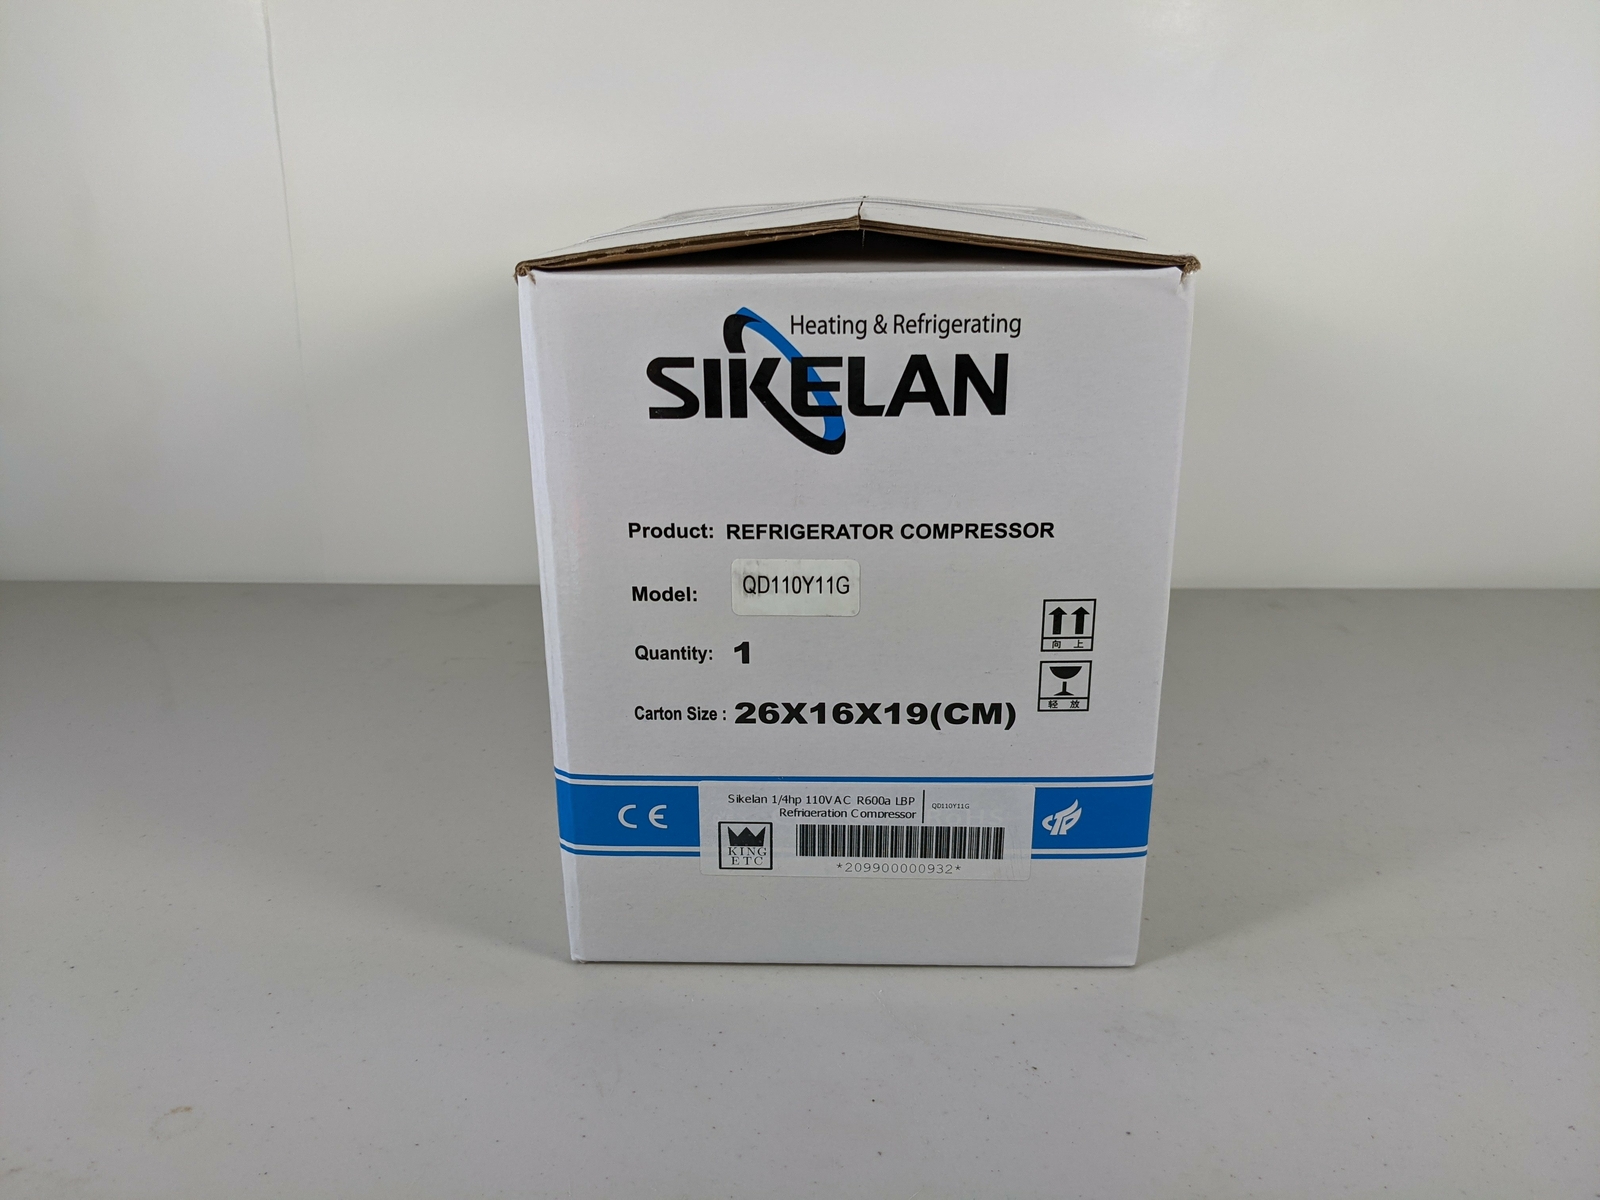 Heating & Refrigerating
SIKELAN
Product: REFRIGERATOR COMPRESSOR
Model: QD110Y11G
向上
Quantity: 1
轻放
Carton Size : 26X16X19(CM)
CE
Sikelan 1/4hp 110VAC R600a LBP
Refrigeration Compressor
QD110Y11G
KING
ETC
*209900000932*
CTP